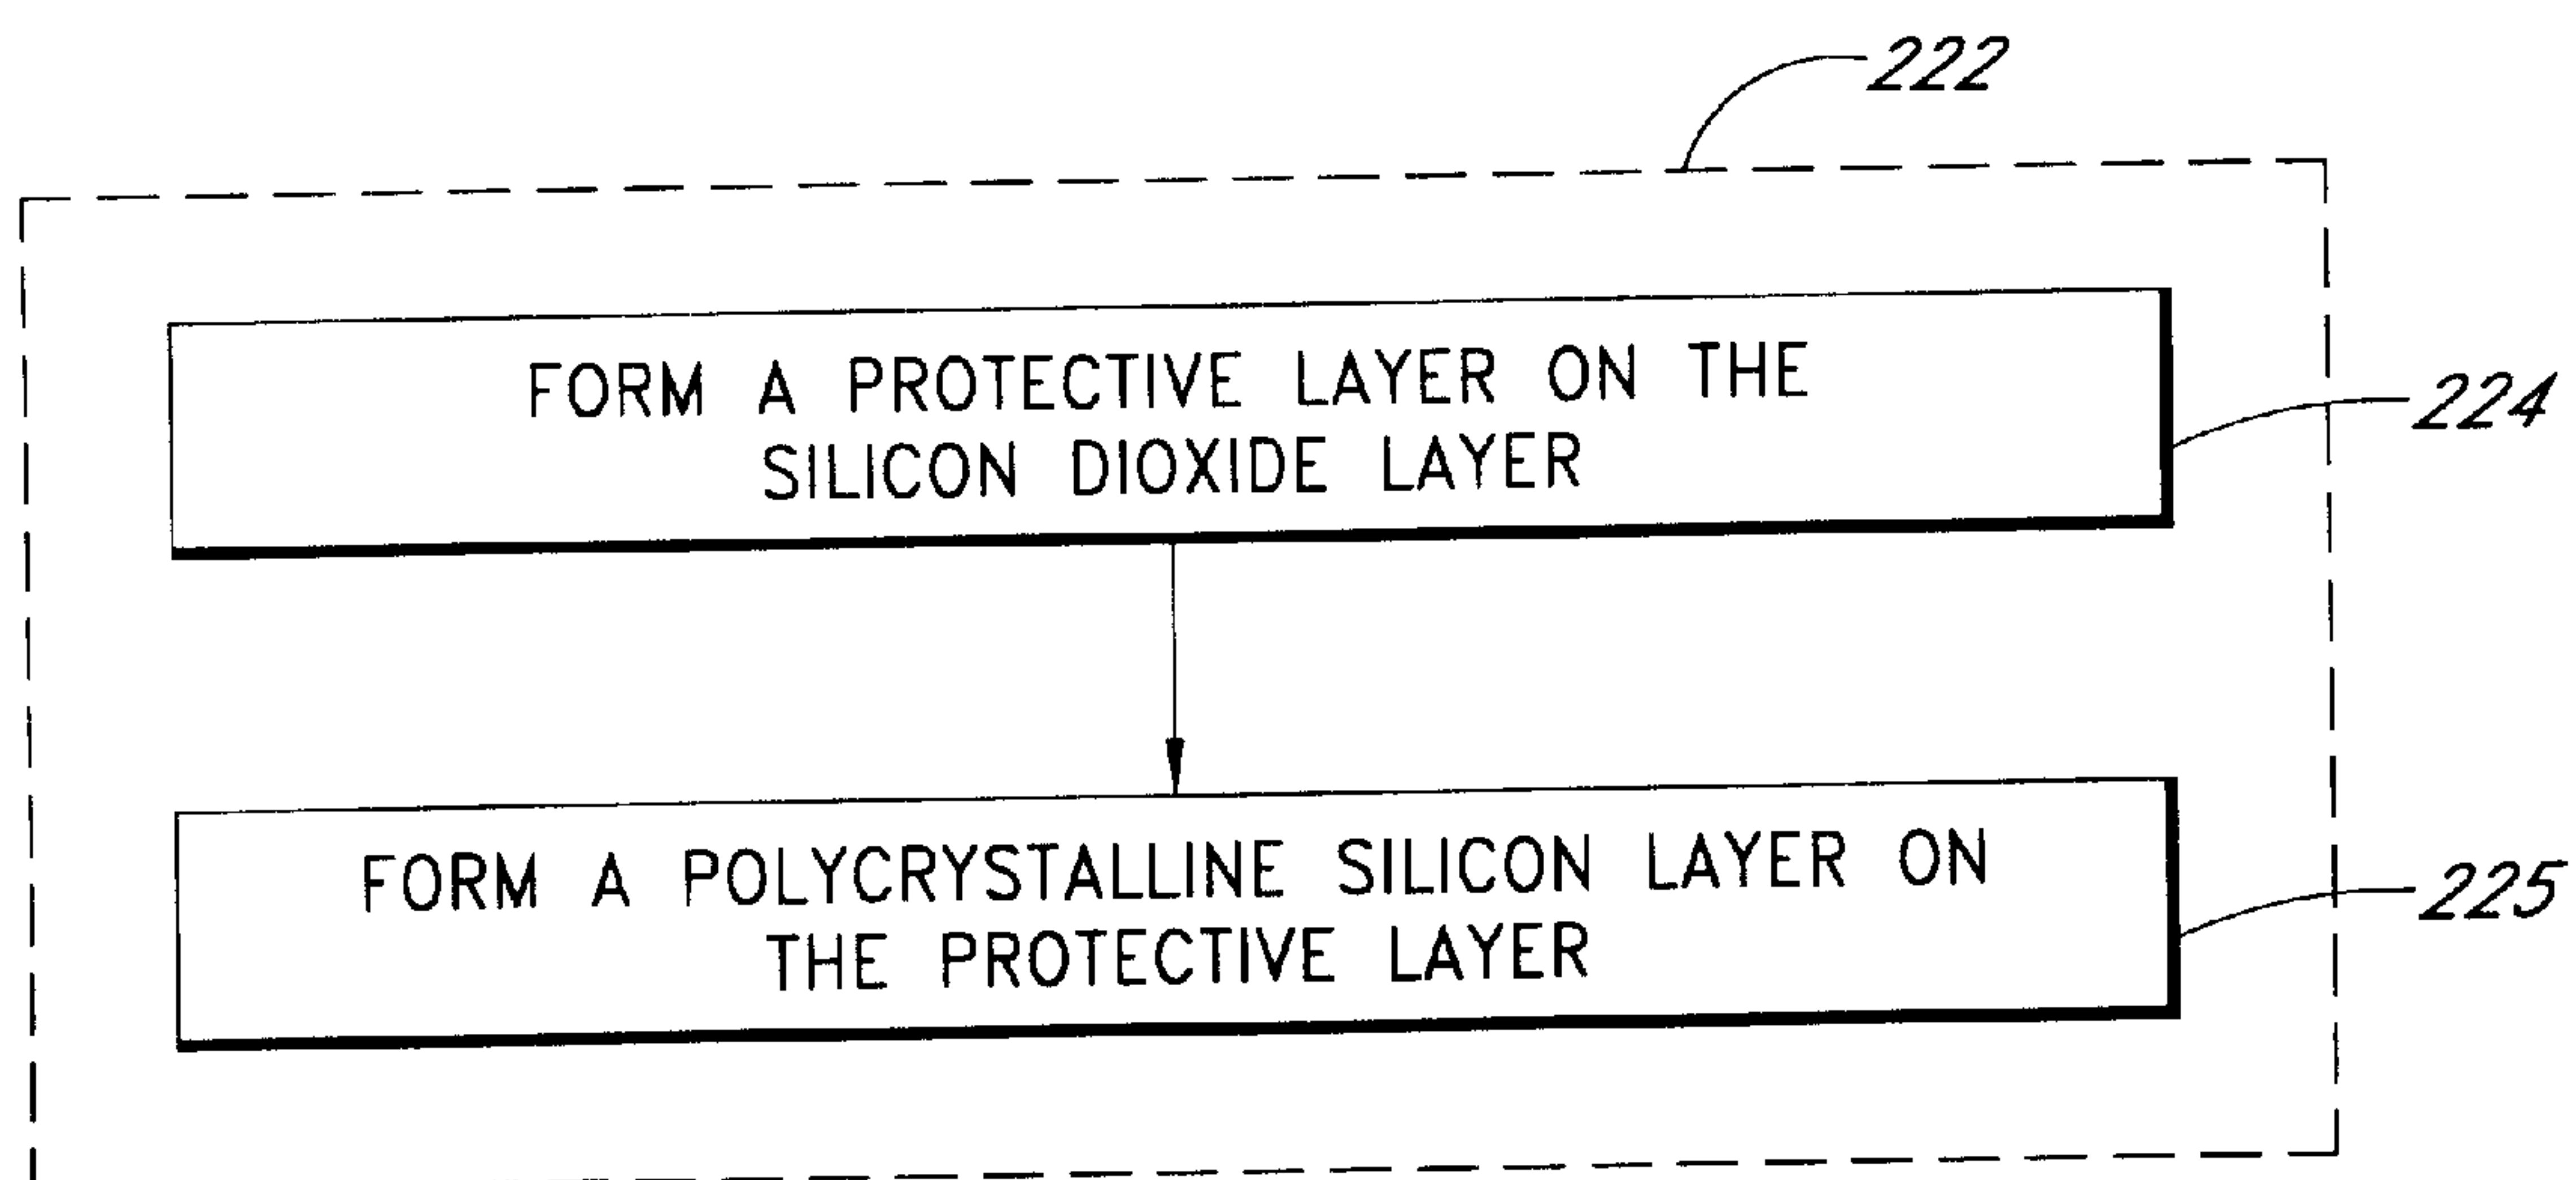 222
FORM A PROTECTIVE LAYER ON THE
SILICON DIOXIDE LAYER
224
FORM A POLYCRYSTALLINE SILICON LAYER ON
THE PROTECTIVE LAYER
225